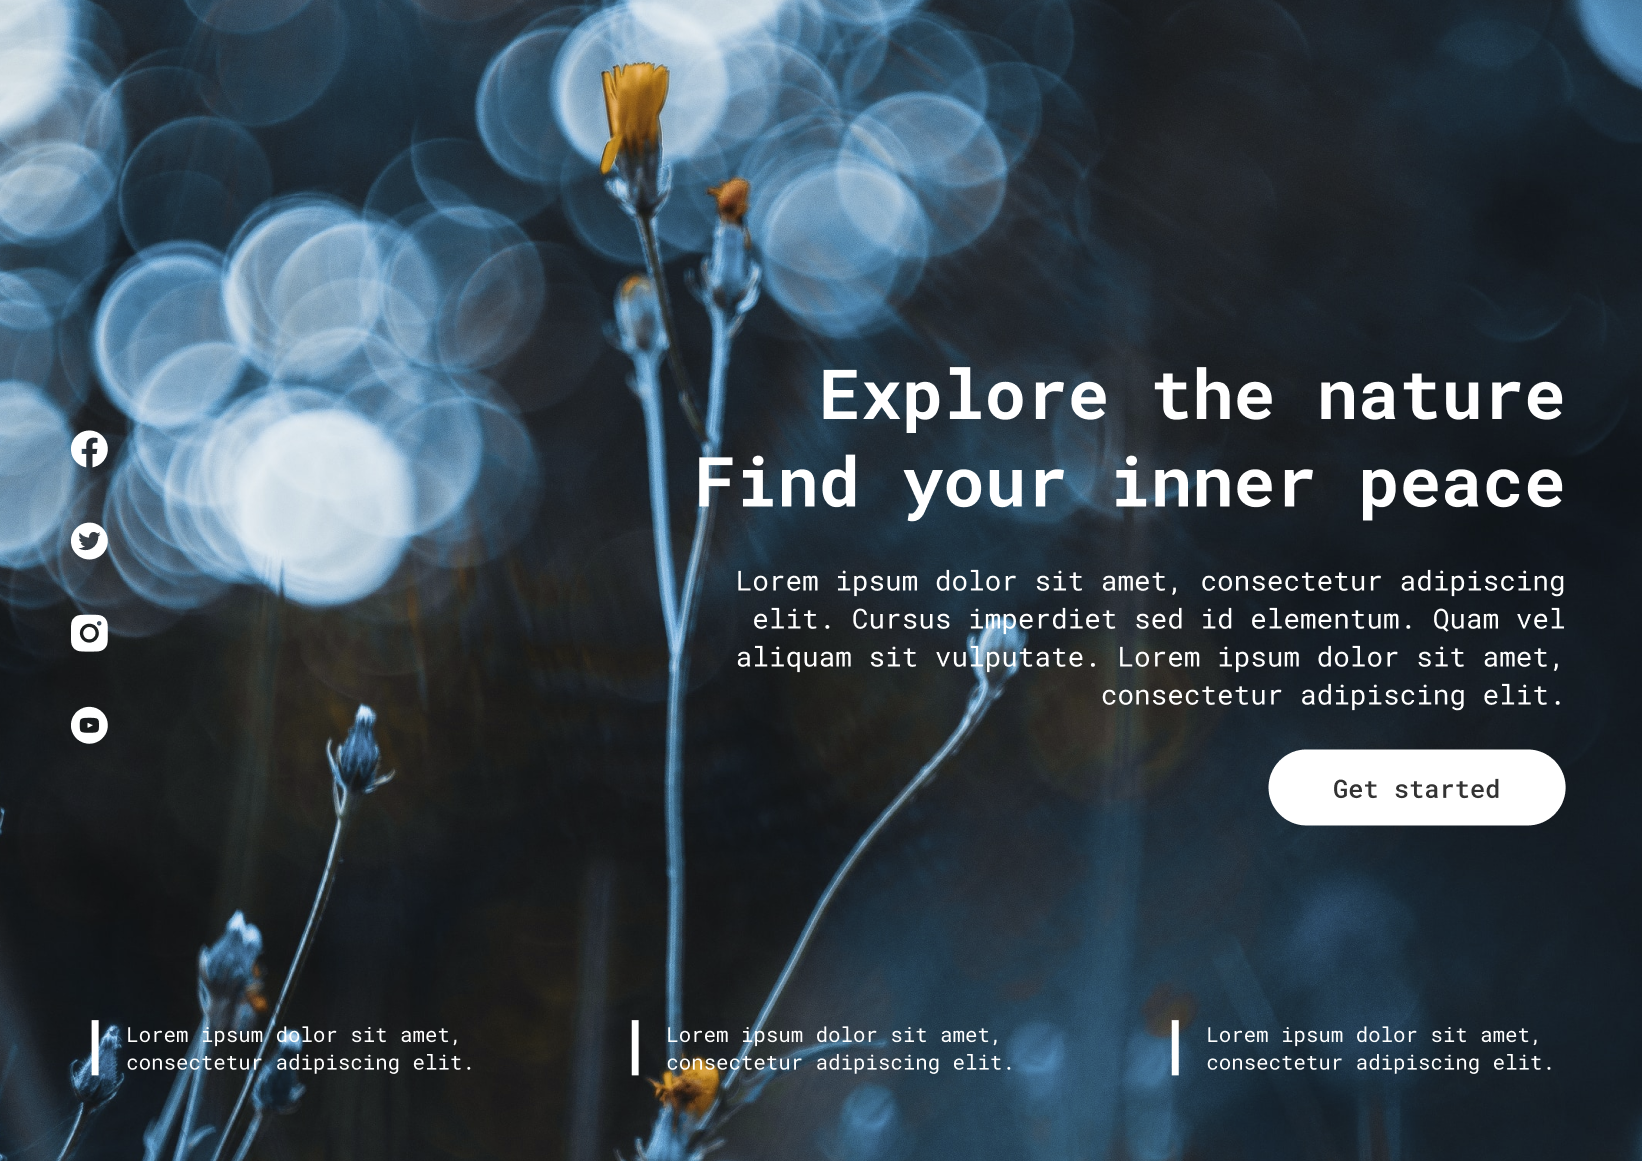 Explore the nature
Find your inner peace
Lorem ipsum dolor sit amet, consectetur adipiscing
elit. Cursus imperdiet sed id elementum. Quam vel
aliquam sit vulputate. Lorem ipsum dolor sit amet,
consectetur adipiscing elit.
Get started
Lorem ipsum dolor sit amet,
consectetur adipiscing elit.
Lorem ipsum dolor sit amet,
consectetur adipiscing elit.
Lorem ipsum dolor sit amet,
consectetur adipiscing elit.